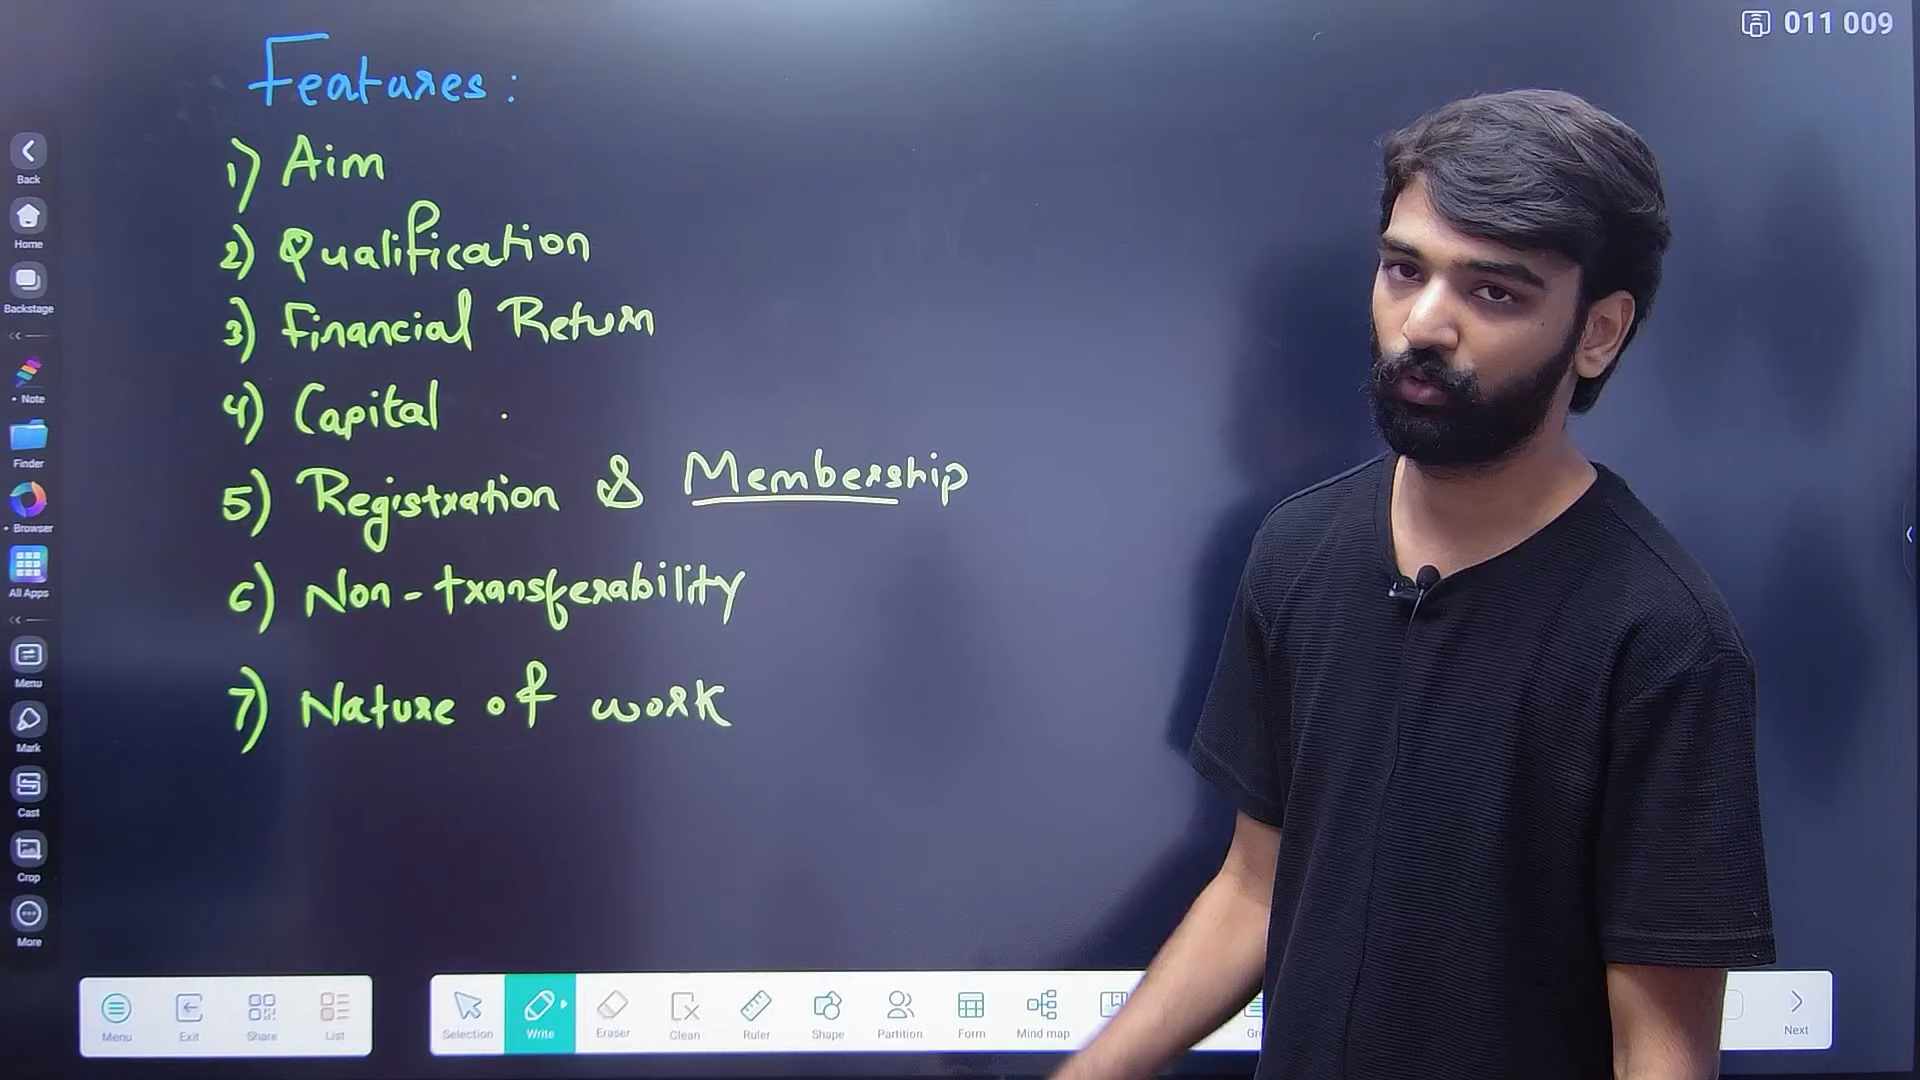 011 009
Features:
1) Aim
2) Qualification
3) Financial Return
4) Capital
5) Registration & Membership
6) Non-transferability
7) Nature of work
Back
Home
Backstage
Note
Finder
Browser
All Apps
Menu
Mark
Cast
Crop
More
Menu Exit Share List
Selection Write Eraser Clean Ruler Shape Partition Form Mind map
Next